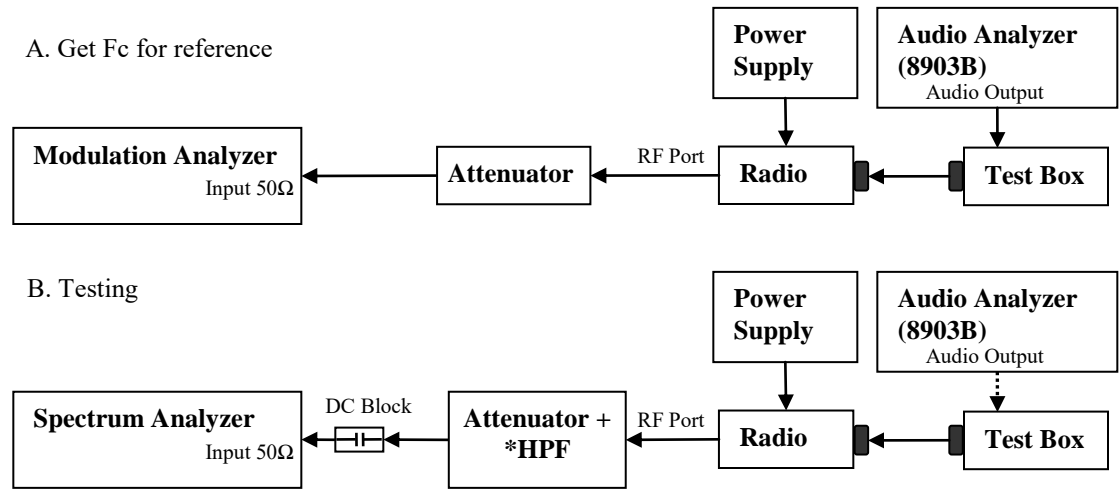 A. Get Fc for reference
Power
Supply
Audio Analyzer
(8903B)
Audio Output
Modulation Analyzer
Input 50Ω
Attenuator
RF Port
Radio
Test Box
B. Testing
Power
Supply
Audio Analyzer
(8903B)
Audio Output
Spectrum Analyzer
Input 50Ω
DC Block
Attenuator +
*HPF
RF Port
Radio
Test Box